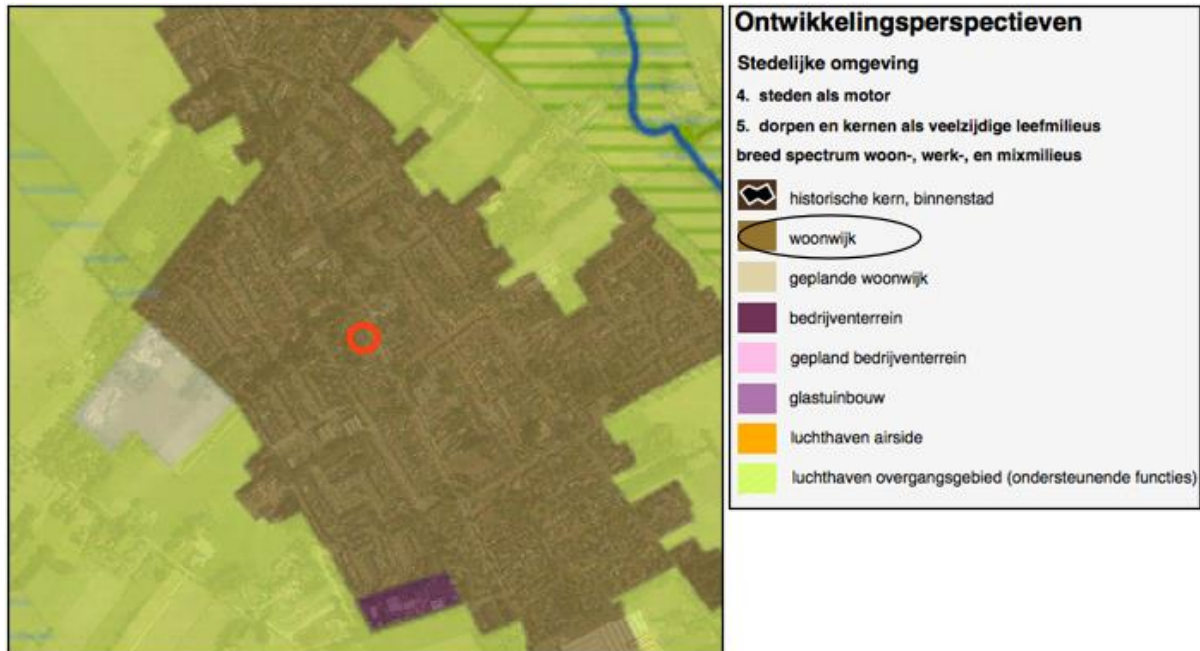 Ontwikkelingsperspectieven
Stedelijke omgeving
4. steden als motor
5. dorpen en kernen als veelzijdige leefmilieus
breed spectrum woon-, werk-, en mixmilieus
historische kern, binnenstad
woonwijk
geplande woonwijk
bedrijventerrein
gepland bedrijventerrein
glastuinbouw
luchthaven airside
luchthaven overgangsgebied (ondersteunende functies)